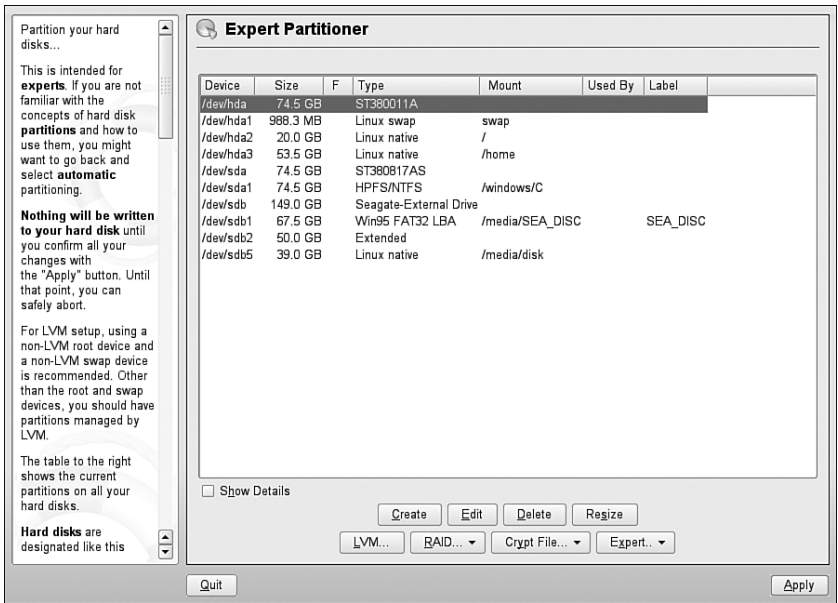 Partition your hard
disks...
This is intended for
experts. If you are not
familiar with the
concepts of hard disk
partitions and how to
use them, you might
want to go back and
select automatic
partitioning.
Nothing will be written
to your hard disk until
you confirm all your
changes with
the "Apply" button. Until
that point, you can
safely abort.
For LVM setup, using a
non-LVM root device and
a non-LVM swap device
is recommended. Other
than the root and swap
devices, you should have
partitions managed by
LVM.
The table to the right
shows the current
partitions on all your
hard disks.
Hard disks are
designated like this
Expert Partitioner
Device Size F Type Mount Used By Label
/dev/hda 74.5 GB ST380011A
/dev/hda1 988.3 MB Linux swap swap
/dev/hda2 20.0 GB Linux native /
/dev/hda3 53.5 GB Linux native /home
/dev/sda 74.5 GB ST380817AS
/dev/sda1 74.5 GB HPFS/NTFS /windows/C
/dev/sdb 149.0 GB Seagate-External Drive
/dev/sdb1 67.5 GB Win95 FAT32 LBA /media/SEA_DISC SEA_DISC
/dev/sdb2 50.0 GB Extended
/dev/sdb5 39.0 GB Linux native /media/disk
Show Details
Create Edit Delete Resize
LVM... RAID... Crypt File... Expert..
Quit Apply